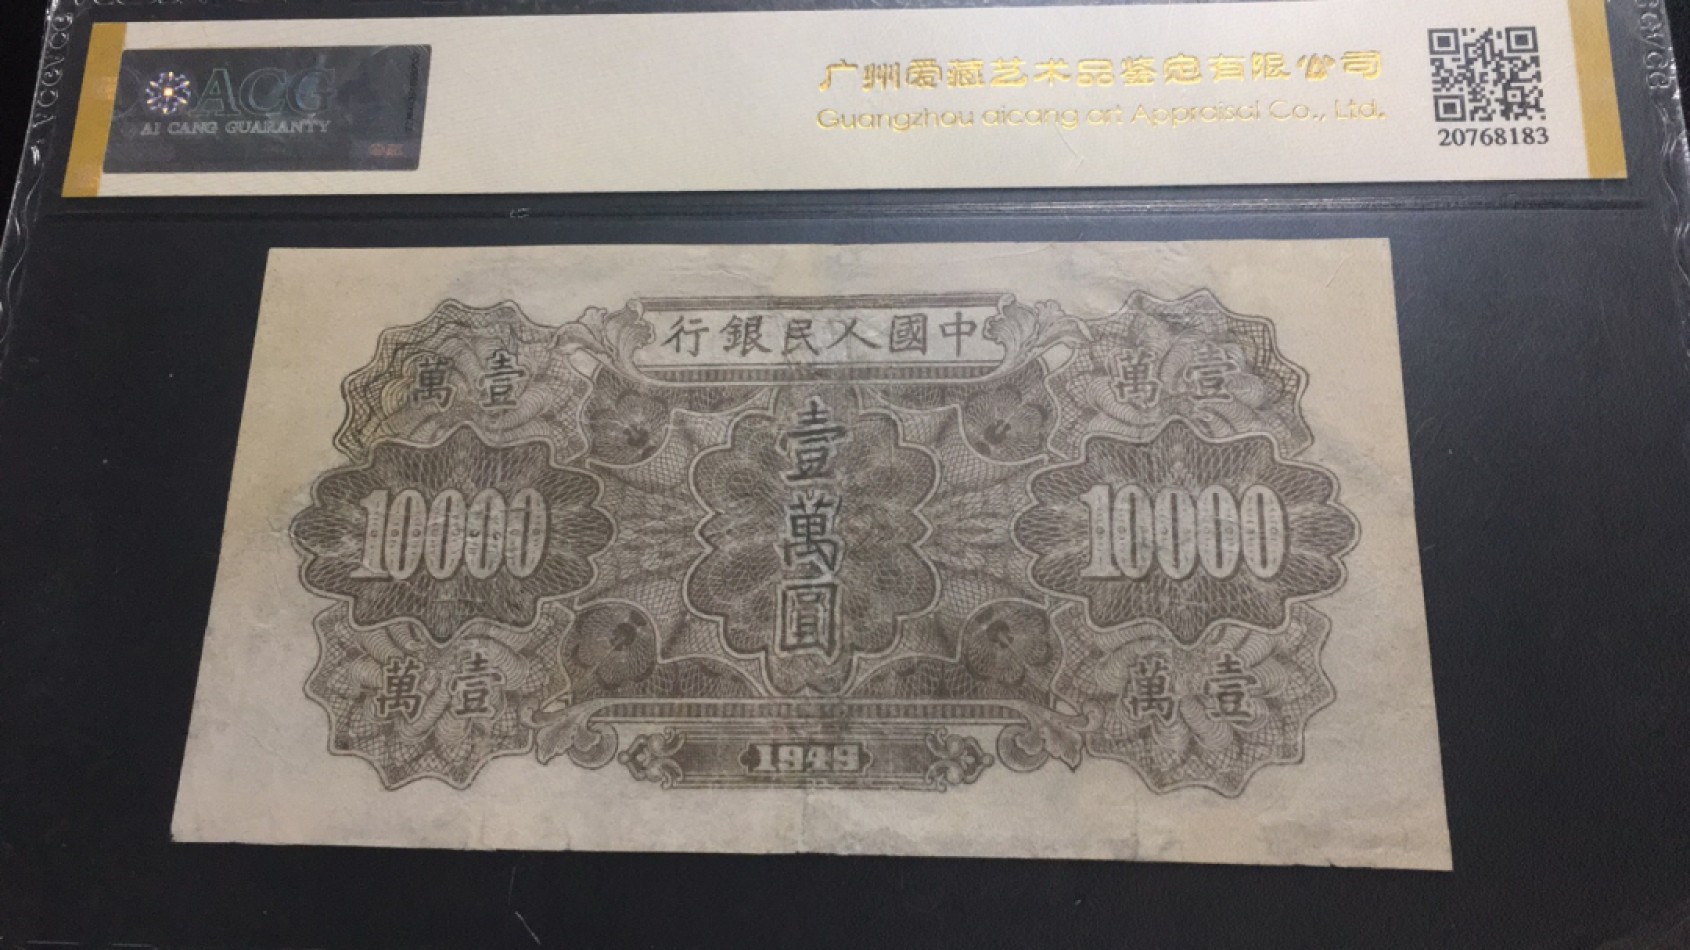 ACG
AI CANG GUARANTY
广州爱藏艺术品鉴定有限公司
Guangzhou aicang art Appraisal Co., Ltd.
20768183
行銀民人國中
萬壹
萬壹
壹萬圓
10000
10000
萬壹
萬壹
1949